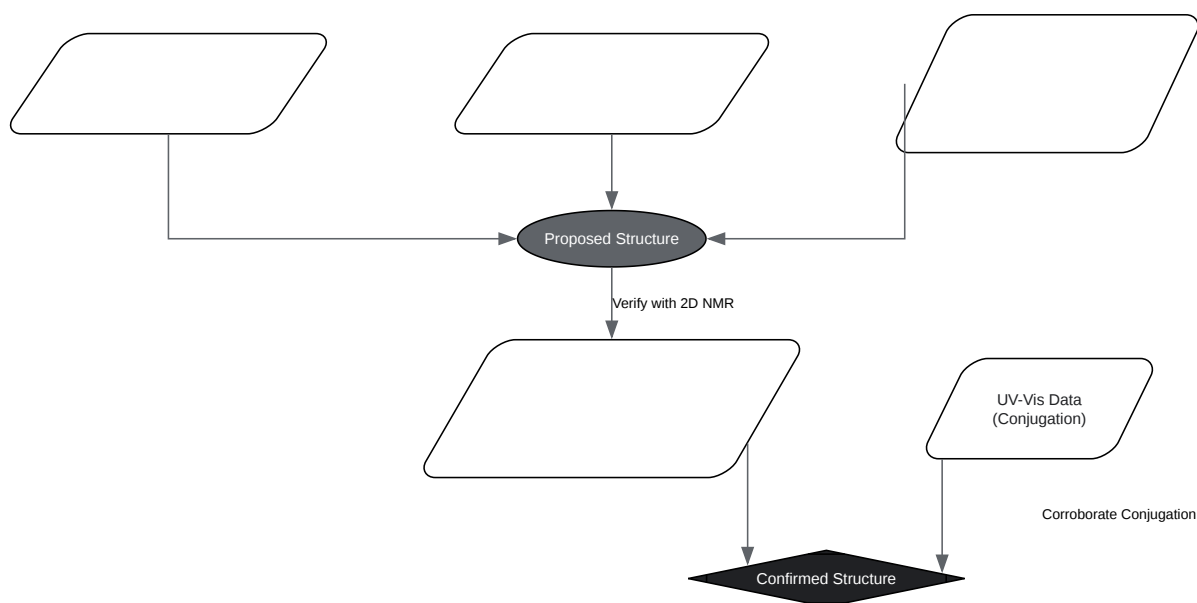 Proposed Structure
Verify with 2D NMR
UV-Vis Data
(Conjugation)
Corroborate Conjugation
Confirmed Structure